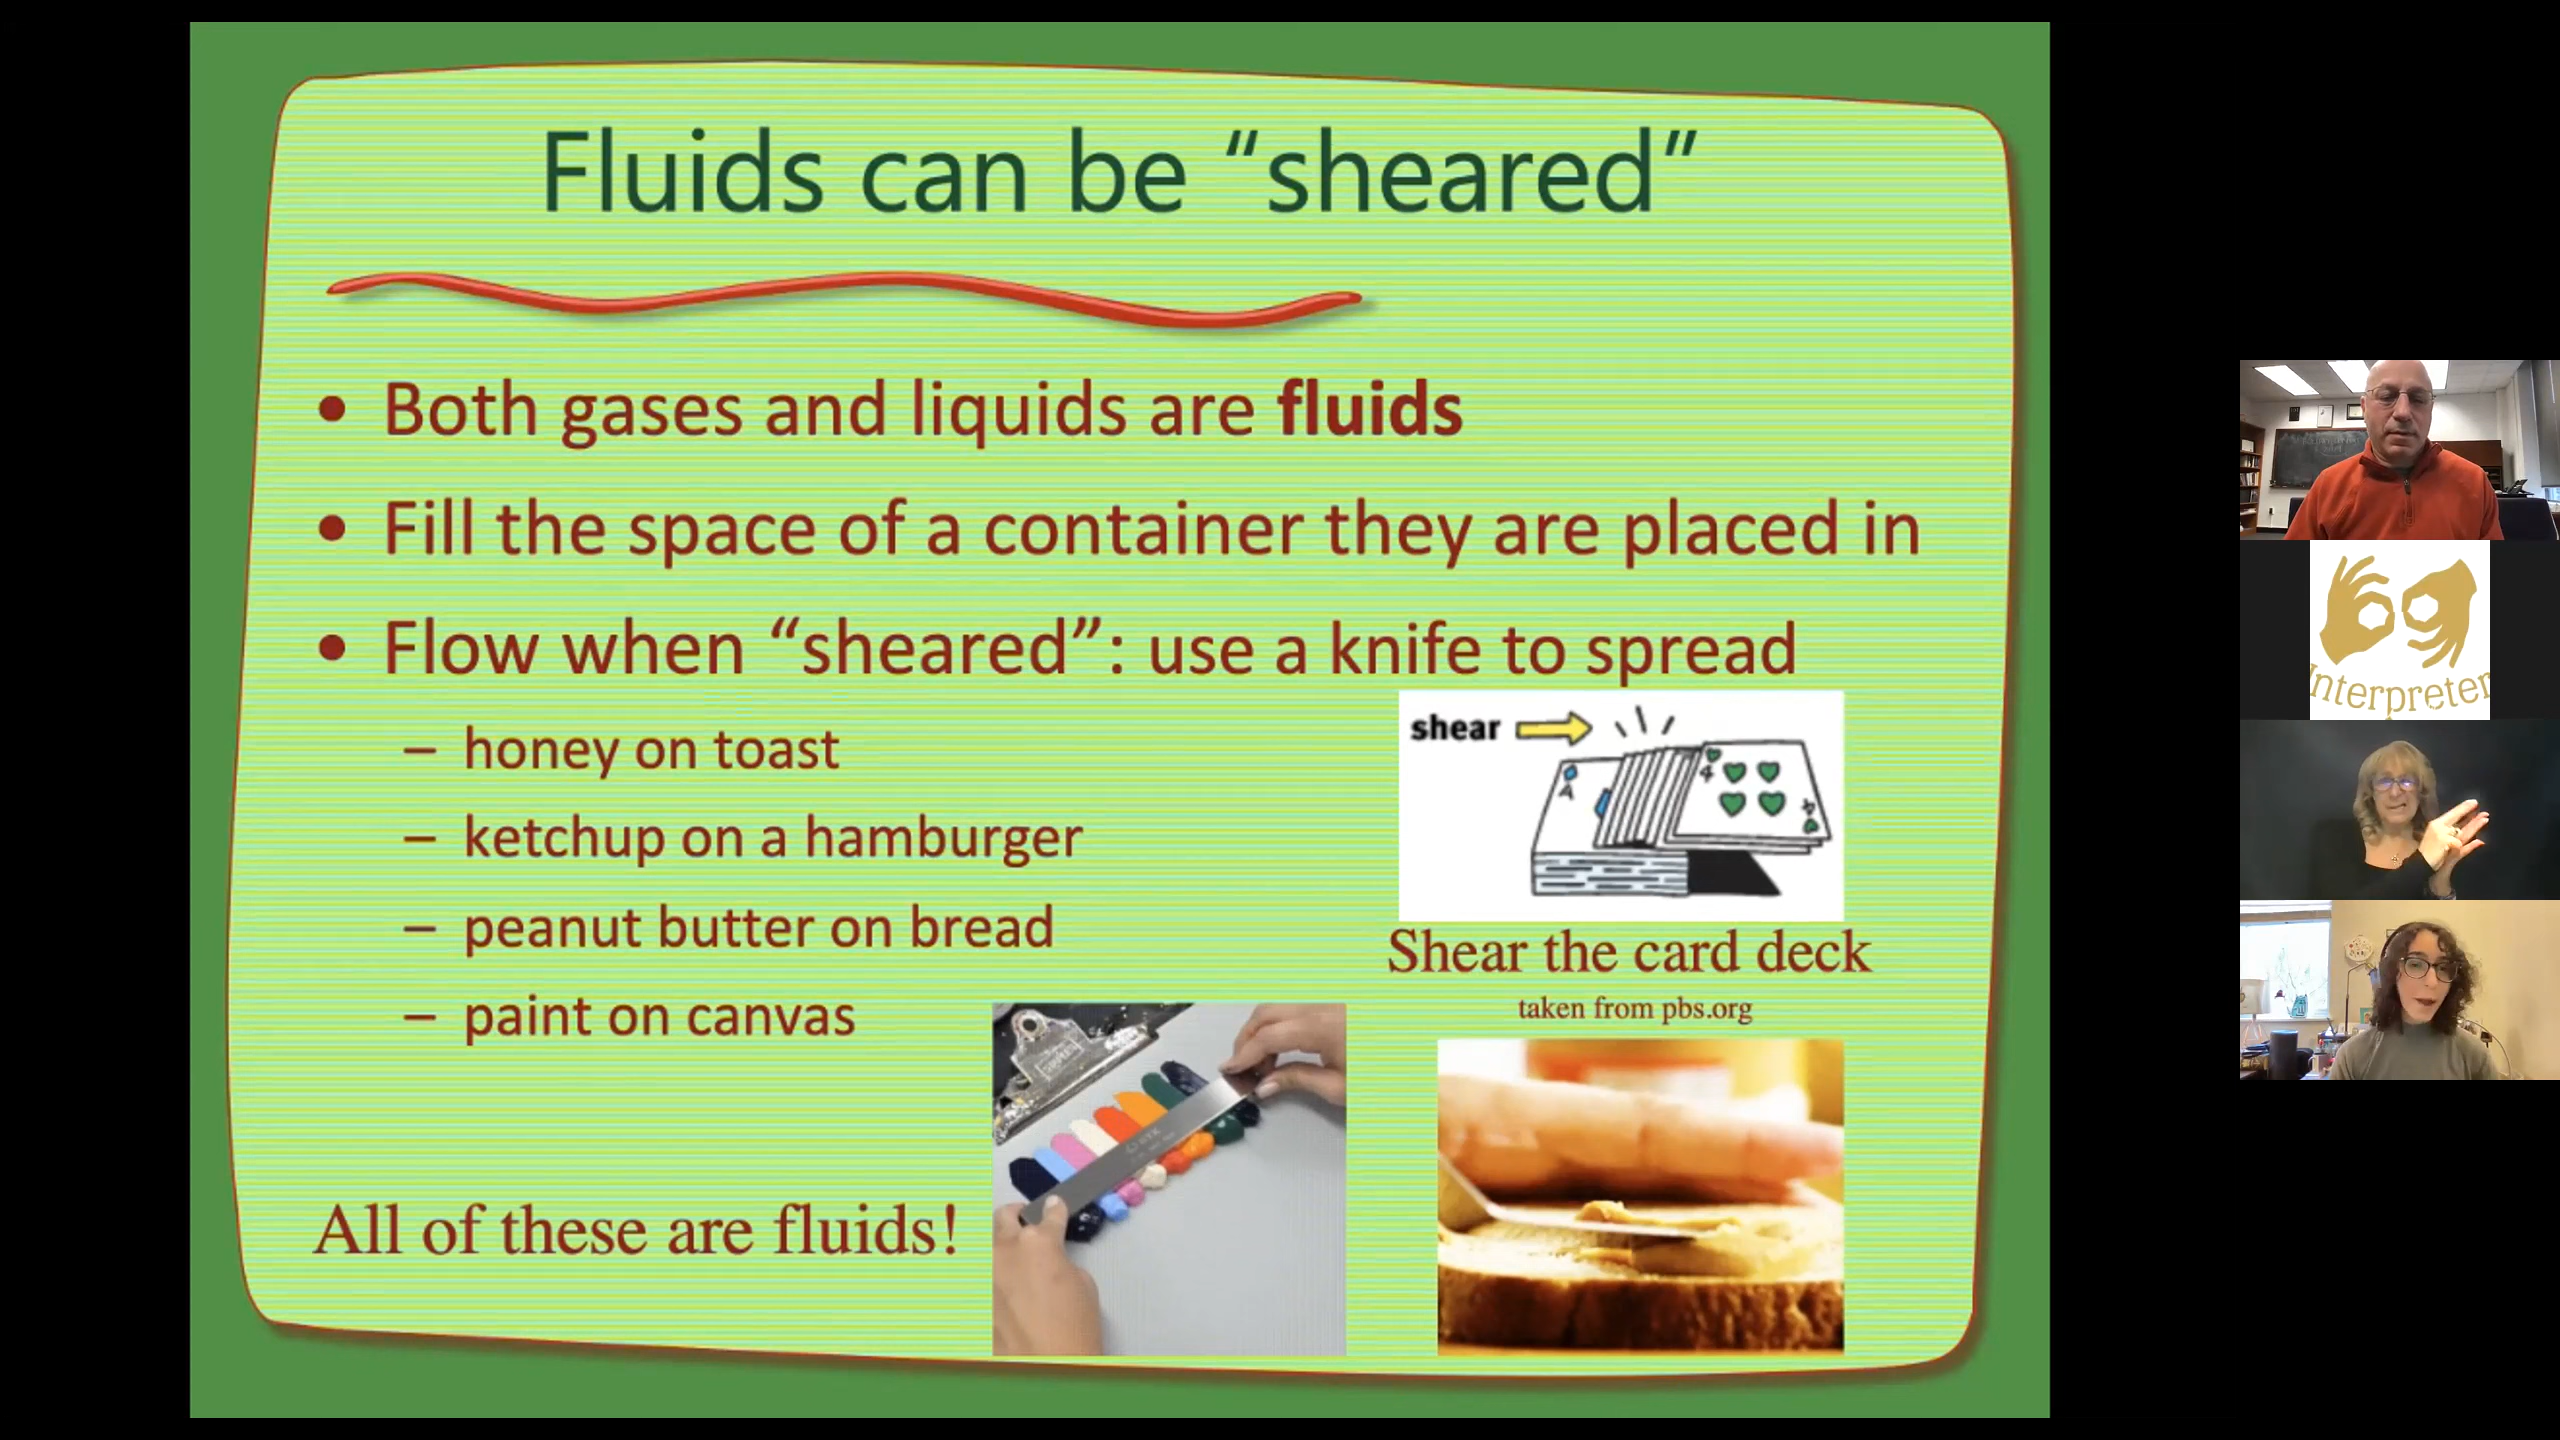 Fluids can be “sheared”
• Both gases and liquids are fluids
• Fill the space of a container they are placed in
• Flow when “sheared”: use a knife to spread
– honey on toast
– ketchup on a hamburger
– peanut butter on bread
– paint on canvas
All of these are fluids!
shear
A
4
4
Shear the card deck
taken from pbs.org
Interpreter